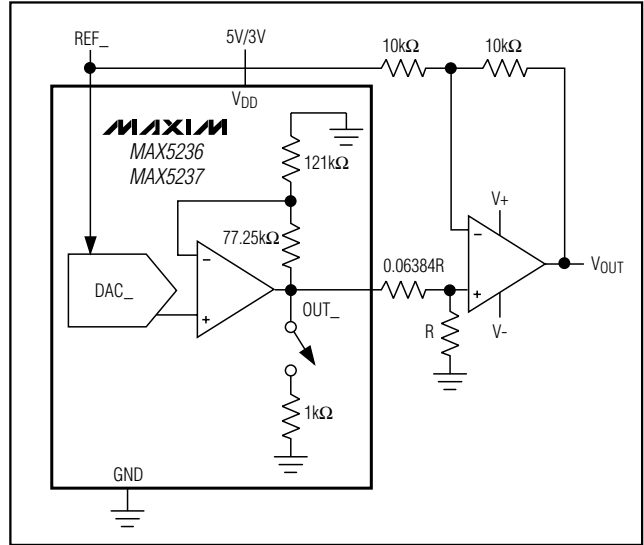 REF_
5V/3V
10kΩ
10kΩ
VDD
MAXIM
MAX5236
MAX5237
121kΩ
77.25kΩ
V+
0.06384R
VOUT
DAC_
OUT_
R
V-
1kΩ
GND